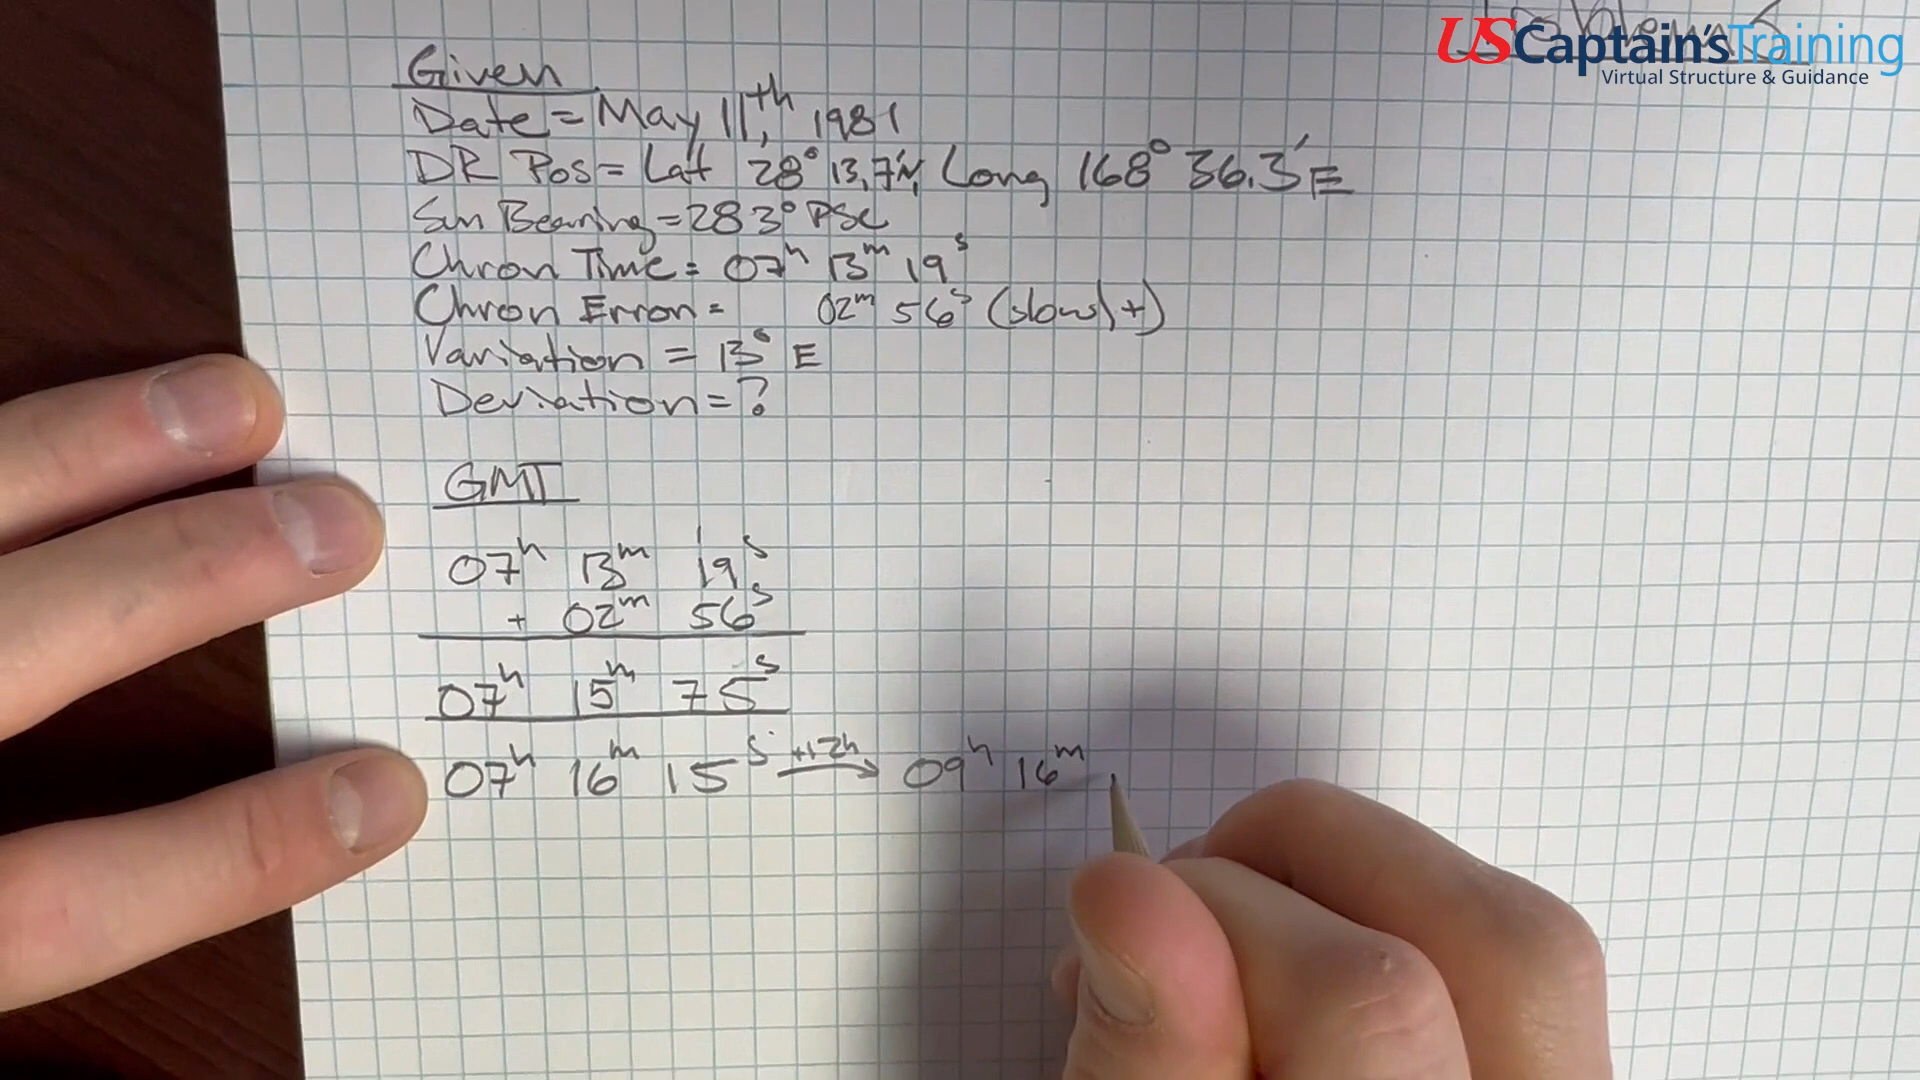 USCaptain'sTraining
Virtual Structure & Guidance
Given
Date = May 11th, 1981
DR Pos = Lat 28° 13.7'N, Long 168° 36.3' E
Sun Bearing = 283° PSC
Chron Time = 07h 13m 19s
Chron Error = 02m 56s (slow\+)
Variation = 13° E
Deviation = ?
GMT
07h 13m 19s
+ 02m 56s
07h 15m 75s
07h 16m 15s +12h → 09h 16m